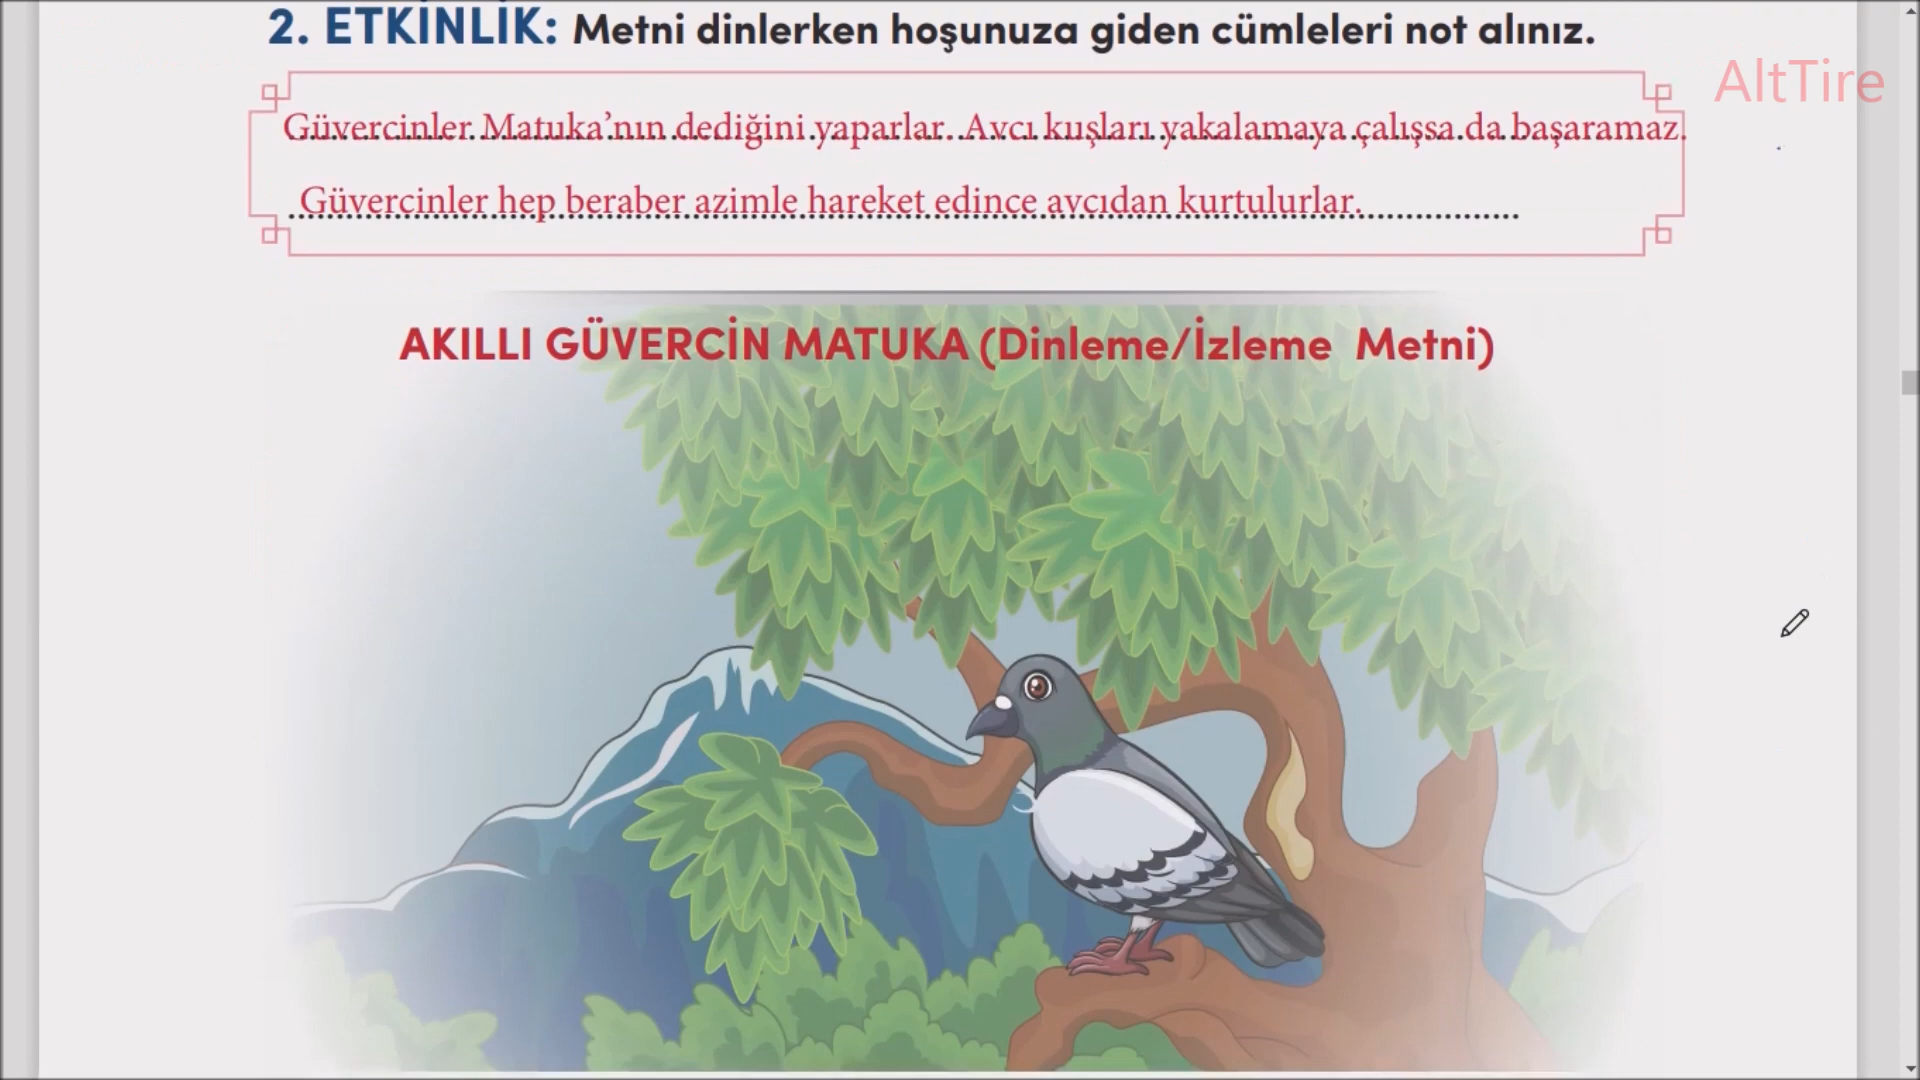 2. ETKİNLİK: Metni dinlerken hoşunuza giden cümleleri not alınız.
AltTire
Güvercinler Matuka’nın dediğini yaparlar. Avcı kuşları yakalamaya çalışsa da başaramaz.
Güvercinler hep beraber azimle hareket edince avcıdan kurtulurlar.
AKILLI GÜVERCİN MATUKA (Dinleme/İzleme Metni)